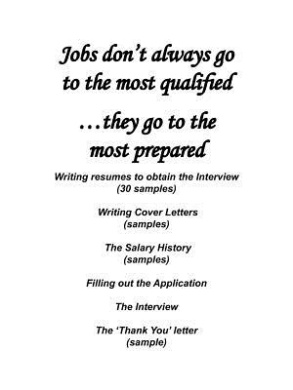 Jobs don’t always go
to the most qualified
…they go to the
most prepared
Writing resumes to obtain the Interview
(30 samples)
Writing Cover Letters
(samples)
The Salary History
(samples)
Filling out the Application
The Interview
The ‘Thank You’ letter
(sample)